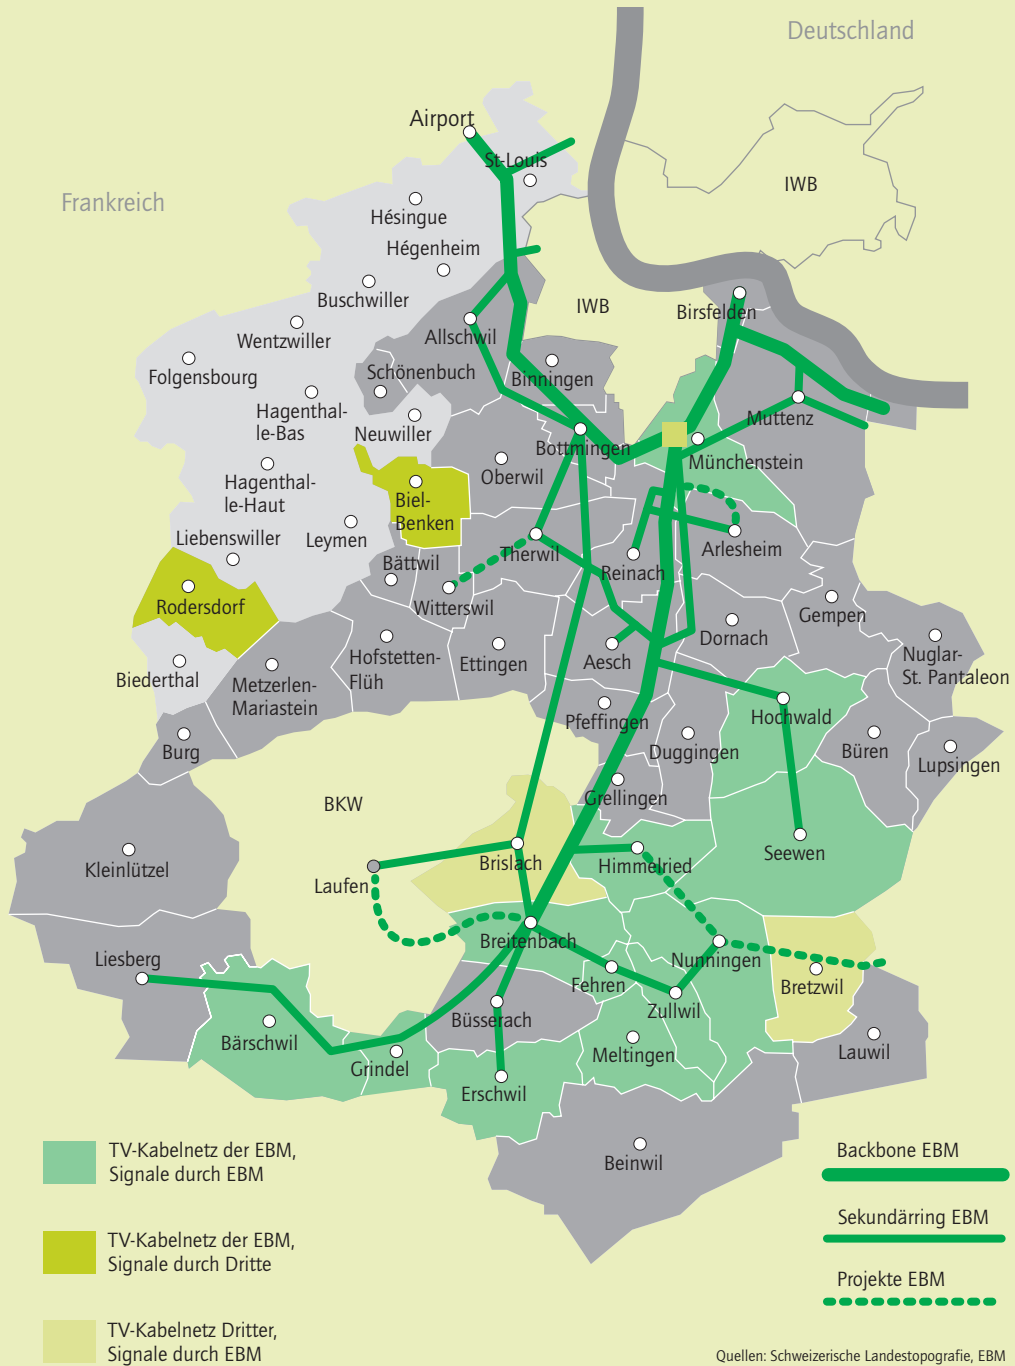 Deutschland
Airport
St-Louis
IWB
Frankreich
Hésingue
Hégenheim
Buschwiller
IWB
Birsfelden
Wentzwiller
Allschwil
Folgensbourg
Schönenbuch
Binningen
Hagenthal-
le-Bas
Neuwiller
Muttenz
Bottmingen
Münchenstein
Oberwil
Hagenthal-
le-Haut
Biel-
Benken
Liebenswiller
Leymen
Therwil
Arlesheim
Bättwil
Reinach
Rodersdorf
Witterswil
Gempen
Dornach
Hofstetten-
Flüh
Ettingen
Aesch
Nuglar-
St. Pantaleon
Biederthal
Metzerlen-
Mariastein
Pfeffingen
Hochwald
Burg
Duggingen
Büren
Lupsingen
Grellingen
BKW
Kleinlützel
Laufen
Brislach
Himmelried
Seewen
Breitenbach
Liesberg
Nunningen
Fehren
Bretzwil
Zullwil
Büsserach
Bärschwil
Meltingen
Lauwil
Grindel
Erschwil
Beinwil
TV-Kabelnetz der EBM,
Signale durch EBM
TV-Kabelnetz der EBM,
Signale durch Dritte
TV-Kabelnetz Dritter,
Signale durch EBM
Backbone EBM
Sekundärring EBM
Projekte EBM
Quellen: Schweizerische Landestopografie, EBM